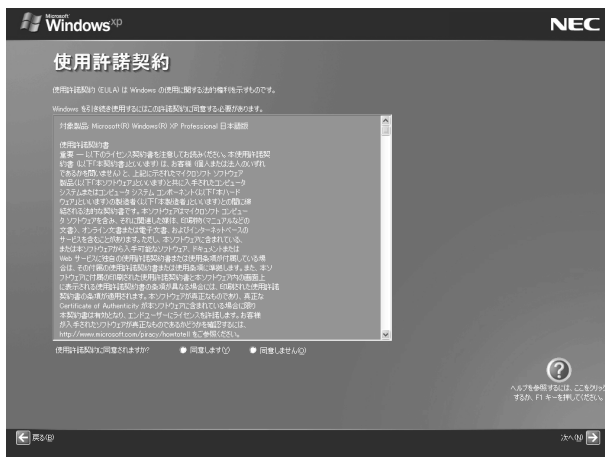 Microsoft
Windows xp
NEC
使用許諾契約
使用許諾契約 (EULA) は Windows の使用に関する法的権利を示すものです。
Windows を引き続き使用するにはこの許諾契約に同意する必要があります。
対象製品: Microsoft(R) Windows(R) XP Professional 日本語版
使用許諾契約書
重要 — 以下のライセンス契約書を注意してお読みください。本使用許諾契
約書 (以下「本契約書」といいます) は、お客様 (個人または法人のいずれ
であるかを問いません) と、上記に示されたマイクロソフト ソフトウェア
製品 (以下「本ソフトウェア」といいます) と共に入手されたコンピュータ
システムまたはコンピュータ システム コンポーネント (以下「本ハード
ウェア」といいます) の製造者 (以下「本製造者」といいます) との間に締
結される法的な契約書です。本ソフトウェアはマイクロソフト コンピュー
タ ソフトウェアを含み、それに関連した媒体、印刷物 (マニュアルなどの
文書)、オンライン文書または電子文書、およびインターネットベースの
サービスを含むことがあります。ただし、本ソフトウェアに含まれている、
または本ソフトウェアから入手可能なソフトウェア、ドキュメントまたは
Web サービスに独自の使用許諾契約書または使用条項が付属している場
合は、その付属の使用許諾契約書または使用条項に準拠します。また、本ソ
フトウェアに付属の印刷された使用許諾契約書と本ソフトウェア内の画面上
に表示される使用許諾契約書の条項が異なる場合には、印刷された使用許諾
契約書の条項が適用されます。本ソフトウェアが真正なものであり、真正な
Certificate of Authenticity が本ソフトウェアに含まれている場合に限り
本契約書は有効となり、エンドユーザーにライセンスを許諾します。お客様
が入手されたソフトウェアが真正なものであるかどうかを確認するには、
http://www.microsoft.com/piracy/howtotell をご参照ください。
使用許諾契約に同意されますか?
同意します(Y)
同意しません(O)
ヘルプを参照するには、ここをクリック
するか、F1 キーを押してください。
戻る(B)
次へ(N)